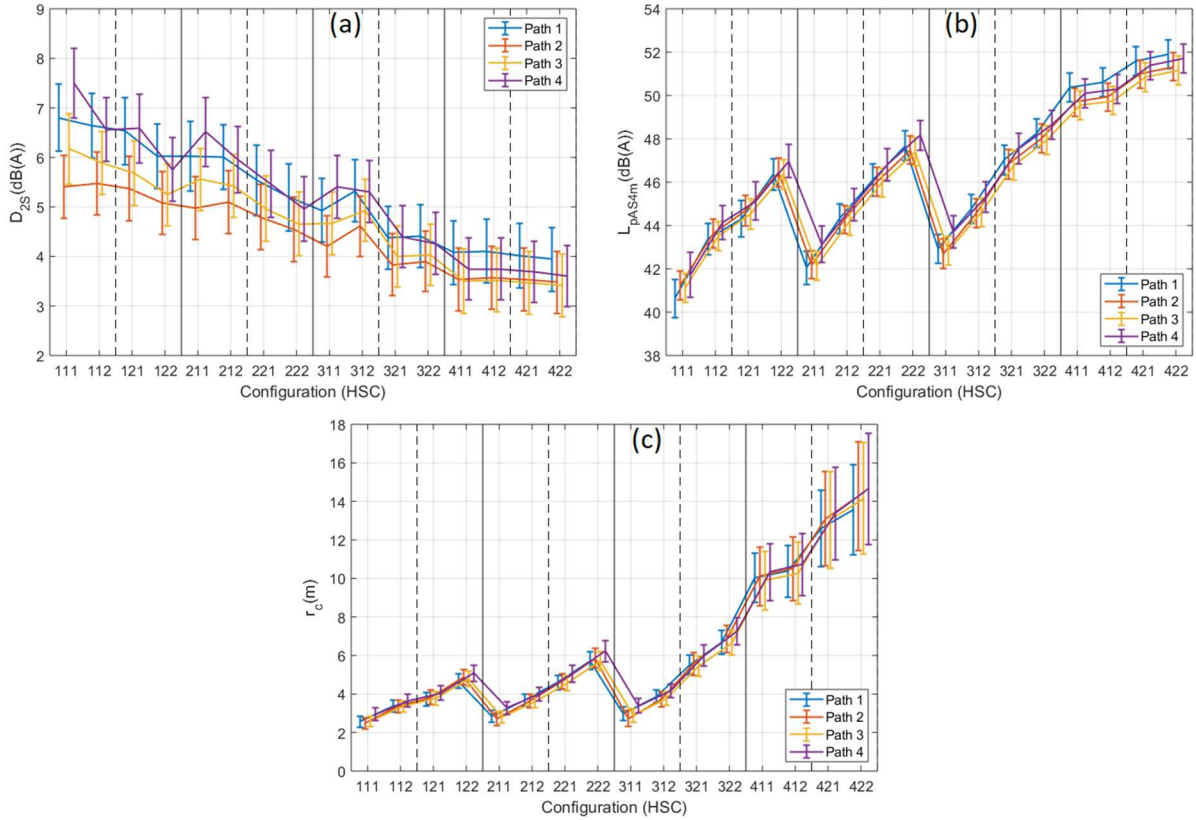 (a)
9
8
7
6
5
4
3
2
D2S(dB(A))
Path 1
Path 2
Path 3
Path 4
111 112 121 122 211 212 221 222 311 312 321 322 411 412 421 422
Configuration (HSC)
(b)
54
52
50
48
46
44
42
40
38
LpAS4m(dB(A))
Path 1
Path 2
Path 3
Path 4
111 112 121 122 211 212 221 222 311 312 321 322 411 412 421 422
Configuration (HSC)
(c)
18
16
14
12
10
8
6
4
2
0
rc(m)
Path 1
Path 2
Path 3
Path 4
111 112 121 122 211 212 221 222 311 312 321 322 411 412 421 422
Configuration (HSC)